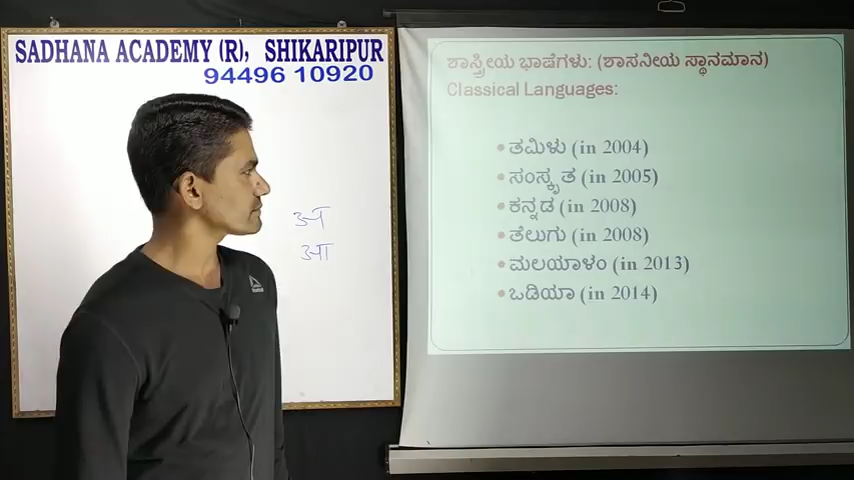 SADHANA ACADEMY (R), SHIKARIPUR
94496 10920
अ
आ
ಶಾಸ್ತ್ರೀಯ ಭಾಷೆಗಳು: (ಶಾಸನೀಯ ಸ್ಥಾನಮಾನ)
Classical Languages:
• ತಮಿಳು (in 2004)
• ಸಂಸ್ಕೃತ (in 2005)
• ಕನ್ನಡ (in 2008)
• ತೆಲುಗು (in 2008)
• ಮಲಯಾಳಂ (in 2013)
• ಒಡಿಯಾ (in 2014)